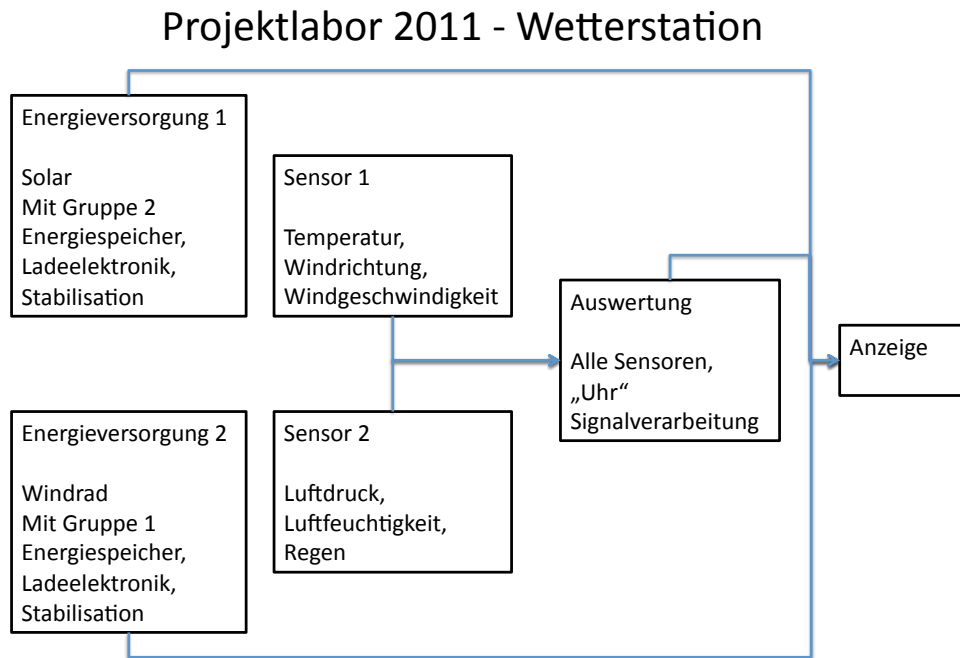 Projektlabor 2011 - Wetterstation
Energieversorgung 1
Solar
Mit Gruppe 2
Energiespeicher,
Ladeelektronik,
Stabilisation
Sensor 1
Temperatur,
Windrichtung,
Windgeschwindigkeit
Auswertung
Alle Sensoren,
„Uhr“
Signalverarbeitung
Anzeige
Energieversorgung 2
Windrad
Mit Gruppe 1
Energiespeicher,
Ladeelektronik,
Stabilisation
Sensor 2
Luftdruck,
Luftfeuchtigkeit,
Regen